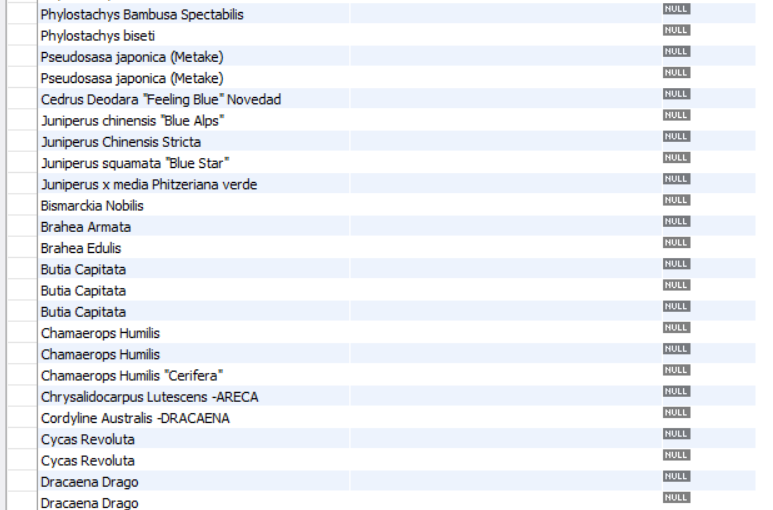 Phylostachys Bambusa Spectabilis NULL
Phylostachys biseti NULL
Pseudosasa japonica (Metake) NULL
Pseudosasa japonica (Metake) NULL
Cedrus Deodara "Feeling Blue" Novedad NULL
Juniperus chinensis "Blue Alps" NULL
Juniperus Chinensis Stricta NULL
Juniperus squamata "Blue Star" NULL
Juniperus x media Phitzeriana verde NULL
Bismarckia Nobilis NULL
Brahea Armata NULL
Brahea Edulis NULL
Butia Capitata NULL
Butia Capitata NULL
Butia Capitata NULL
Chamaerops Humilis NULL
Chamaerops Humilis NULL
Chamaerops Humilis "Cerifera" NULL
Chrysalidocarpus Lutescens -ARECA NULL
Cordyline Australis -DRACAENA NULL
Cycas Revoluta NULL
Cycas Revoluta NULL
Dracaena Drago NULL
Dracaena Drago NULL